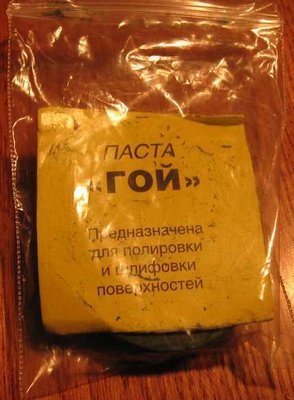 ПАСТА
«ГОЙ»
Предназначена
для полировки
и шлифовки
поверхностей